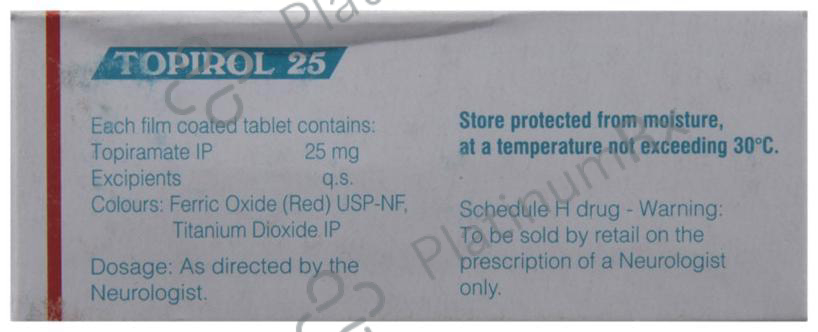 TOPIROL 25
Each film coated tablet contains:
Topiramate IP 25 mg
Excipients q.s.
Colours: Ferric Oxide (Red) USP-NF,
Titanium Dioxide IP
Dosage: As directed by the
Neurologist.
Store protected from moisture,
at a temperature not exceeding 30°C.
Schedule H drug - Warning:
To be sold by retail on the
prescription of a Neurologist
only.
PlatinumRx